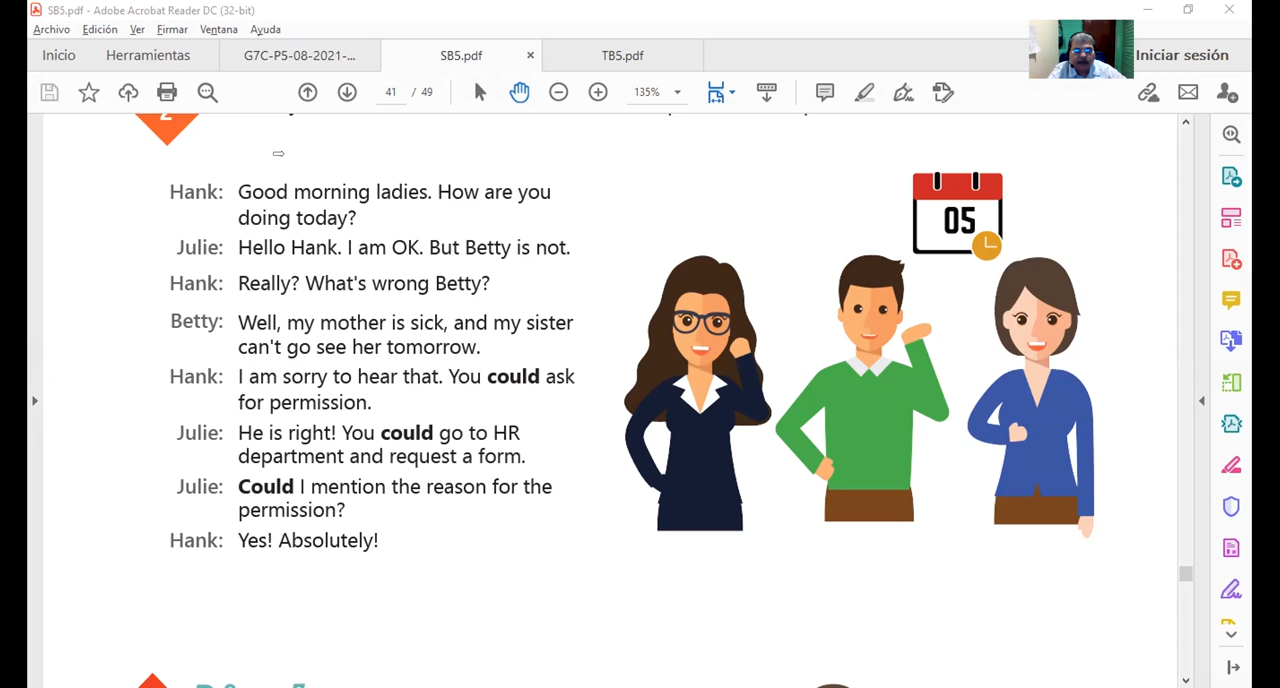 SB5.pdf - Adobe Acrobat Reader DC (32-bit)
Archivo Edición Ver Firmar Ventana Ayuda
Inicio Herramientas G7C-P5-08-2021-... SB5.pdf × TB5.pdf Iniciar sesión
41 / 49 135%
2
Hank: Good morning ladies. How are you
doing today?
Julie: Hello Hank. I am OK. But Betty is not.
Hank: Really? What's wrong Betty?
Betty: Well, my mother is sick, and my sister
can't go see her tomorrow.
Hank: I am sorry to hear that. You could ask
for permission.
Julie: He is right! You could go to HR
department and request a form.
Julie: Could I mention the reason for the
permission?
Hank: Yes! Absolutely!
05